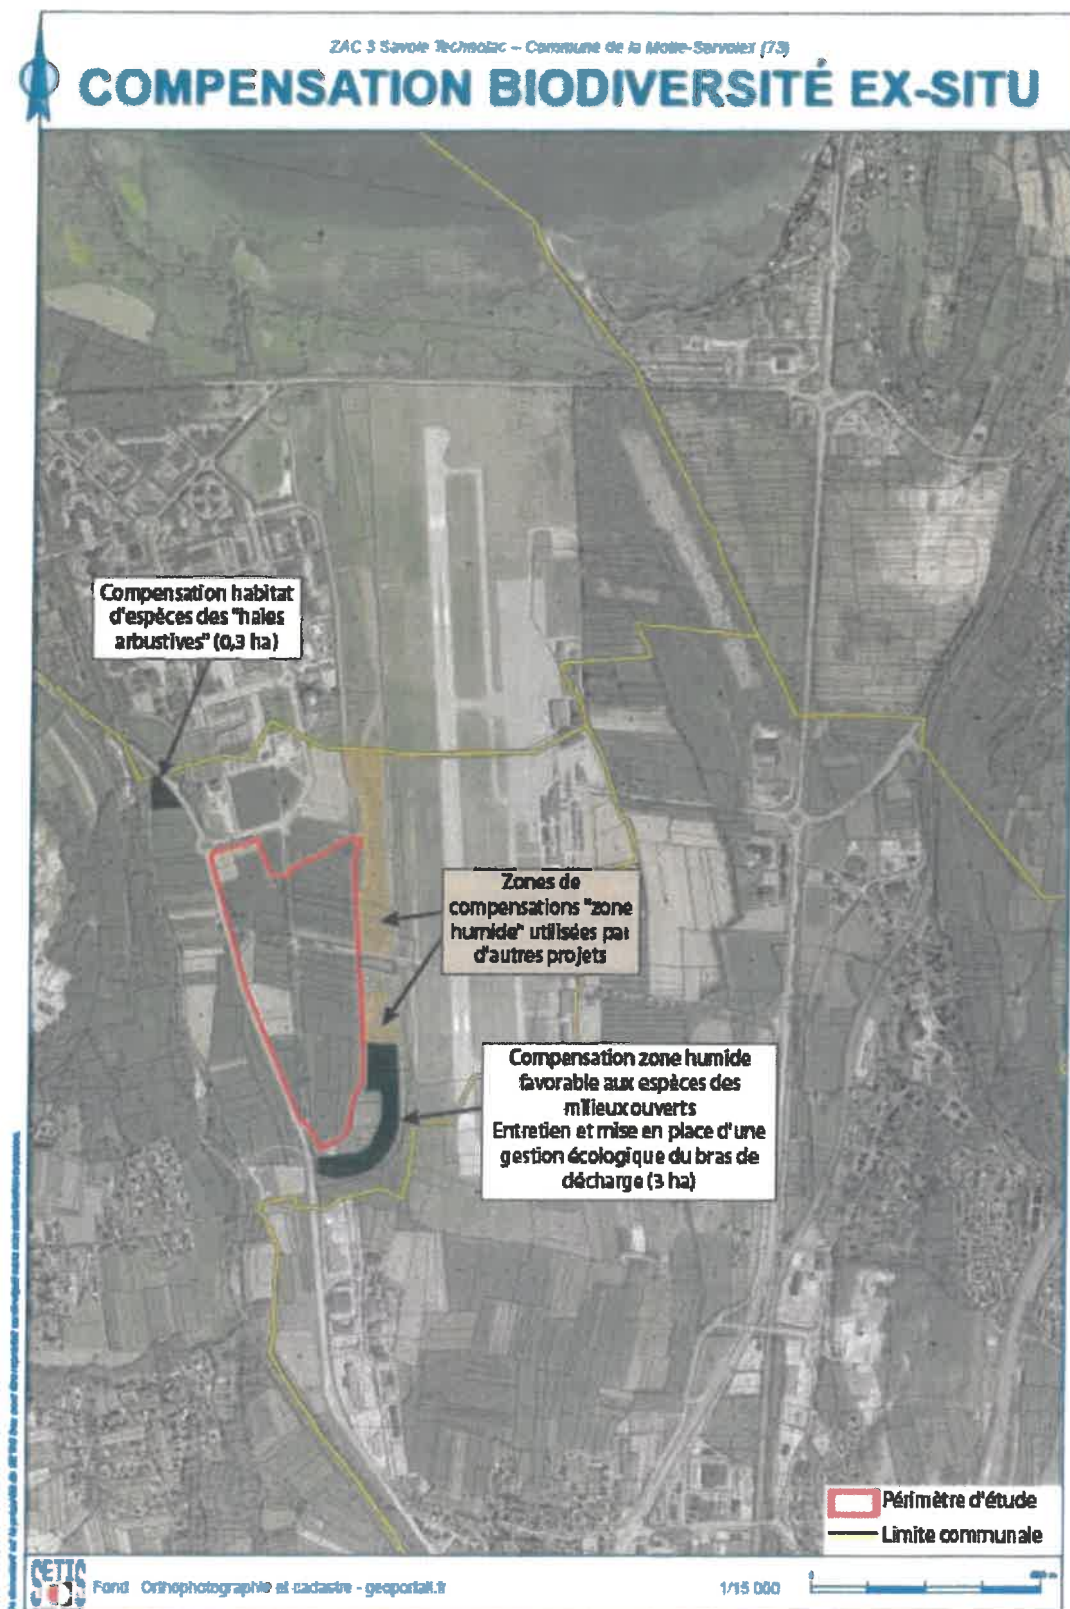 ZAC 3 Savoie Technolac – Commune de la Motte-Servolex (73)
COMPENSATION BIODIVERSITÉ EX-SITU
Compensation habitat
d'espèces des "haies
arbustives" (0,3 ha)
Zones de
compensations "zone
humide" utilisées par
d'autres projets
Compensation zone humide
favorable aux espèces des
milieux ouverts
Entretien et mise en place d'une
gestion écologique du bras de
décharge (3 ha)
Périmètre d'étude
Limite communale
SETIS
Fond Orthophotographie et cadastre - geoportail.fr
1/15 000
0